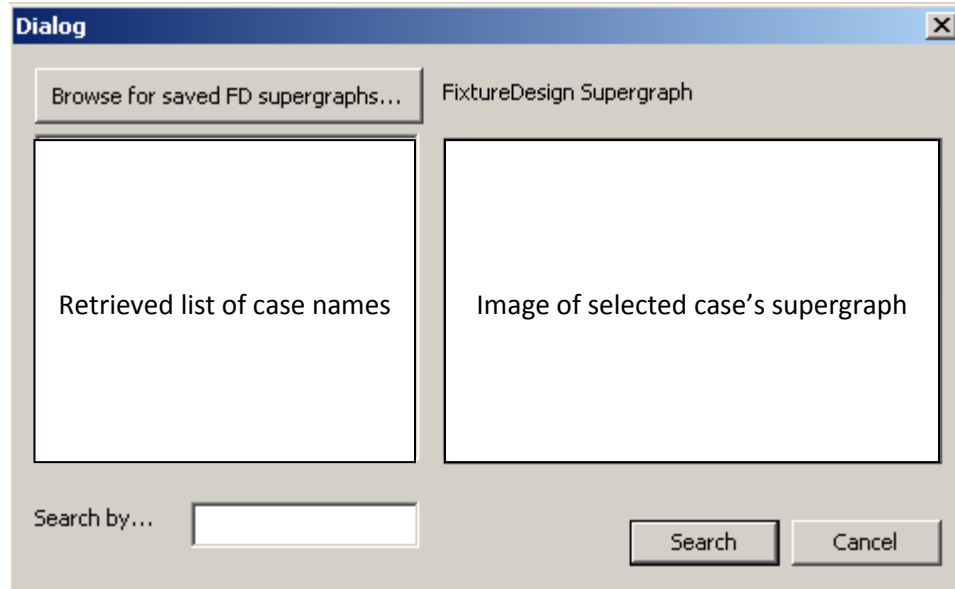 Dialog
Browse for saved FD supergraphs...
FixtureDesign Supergraph
Retrieved list of case names
Image of selected case’s supergraph
Search by...
Search
Cancel